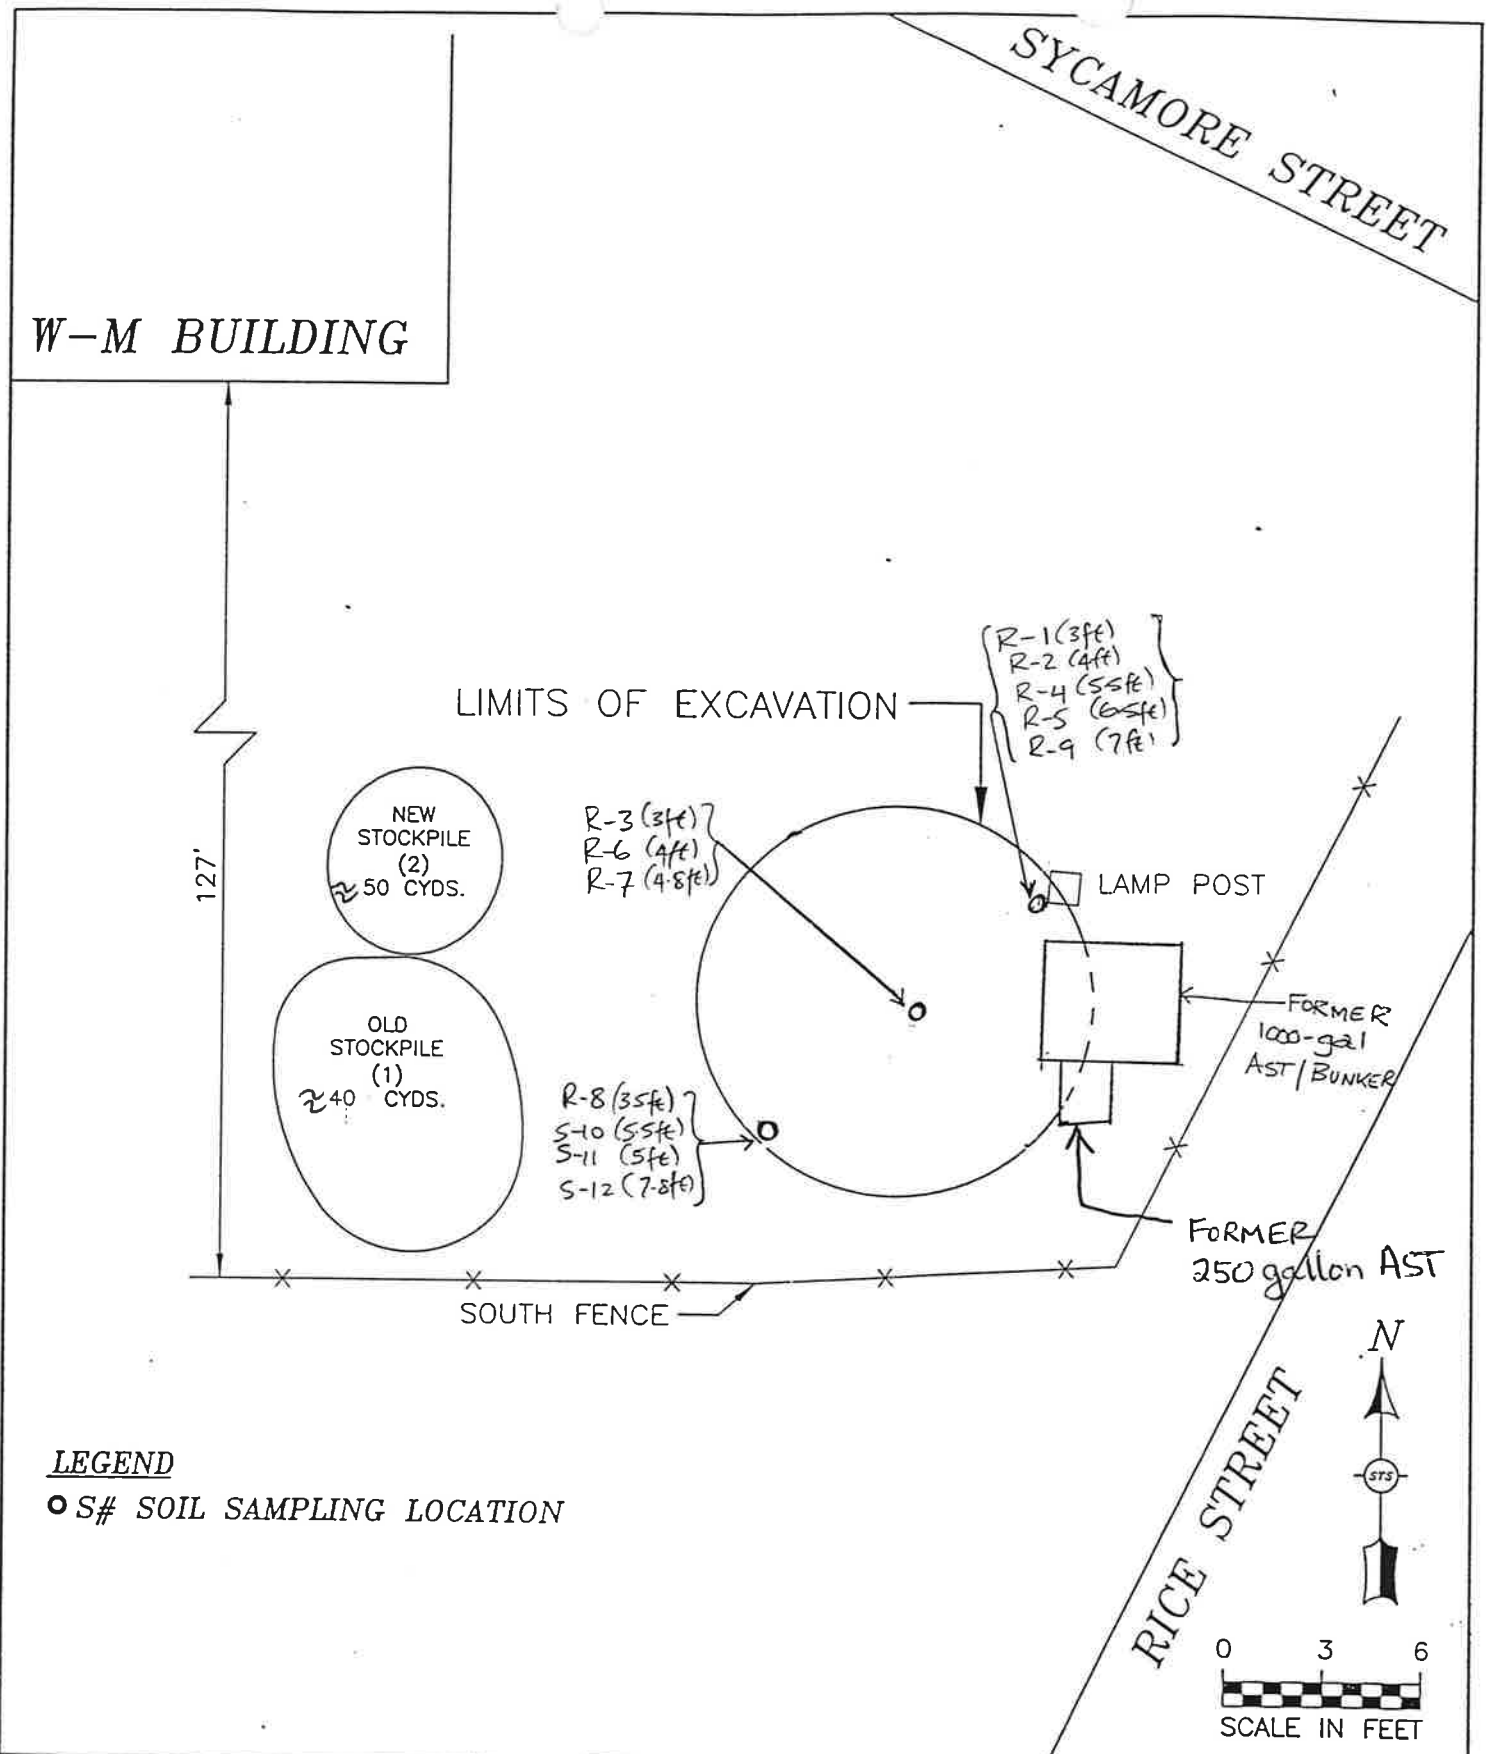 SYCAMORE STREET
W-M BUILDING
127'
LIMITS OF EXCAVATION
R-1 (3ft)
R-2 (4ft)
R-4 (5.5ft)
R-5 (6.5ft)
R-9 (7ft)
R-3 (3ft)
R-6 (4ft)
R-7 (4.8ft)
NEW
STOCKPILE
(2)
≈ 50 CYDS.
LAMP POST
OLD
STOCKPILE
(1)
≈ 40 CYDS.
FORMER
1000-gal
AST/BUNKER
R-8 (3.5ft)
S-10 (5.5ft)
S-11 (5ft)
S-12 (7.8ft)
FORMER
250 gallon AST
SOUTH FENCE
N
STS
RICE STREET
LEGEND
S# SOIL SAMPLING LOCATION
0 3 6
SCALE IN FEET